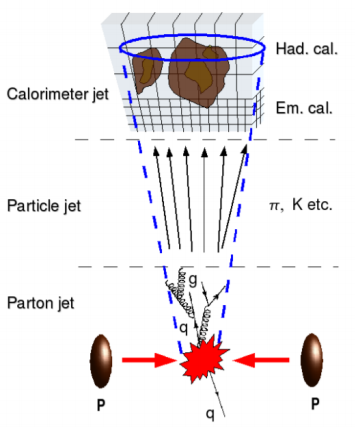 Had. cal.
Calorimeter jet
Em. cal.
Particle jet
π, K etc.
g
Parton jet
q
P
P
q